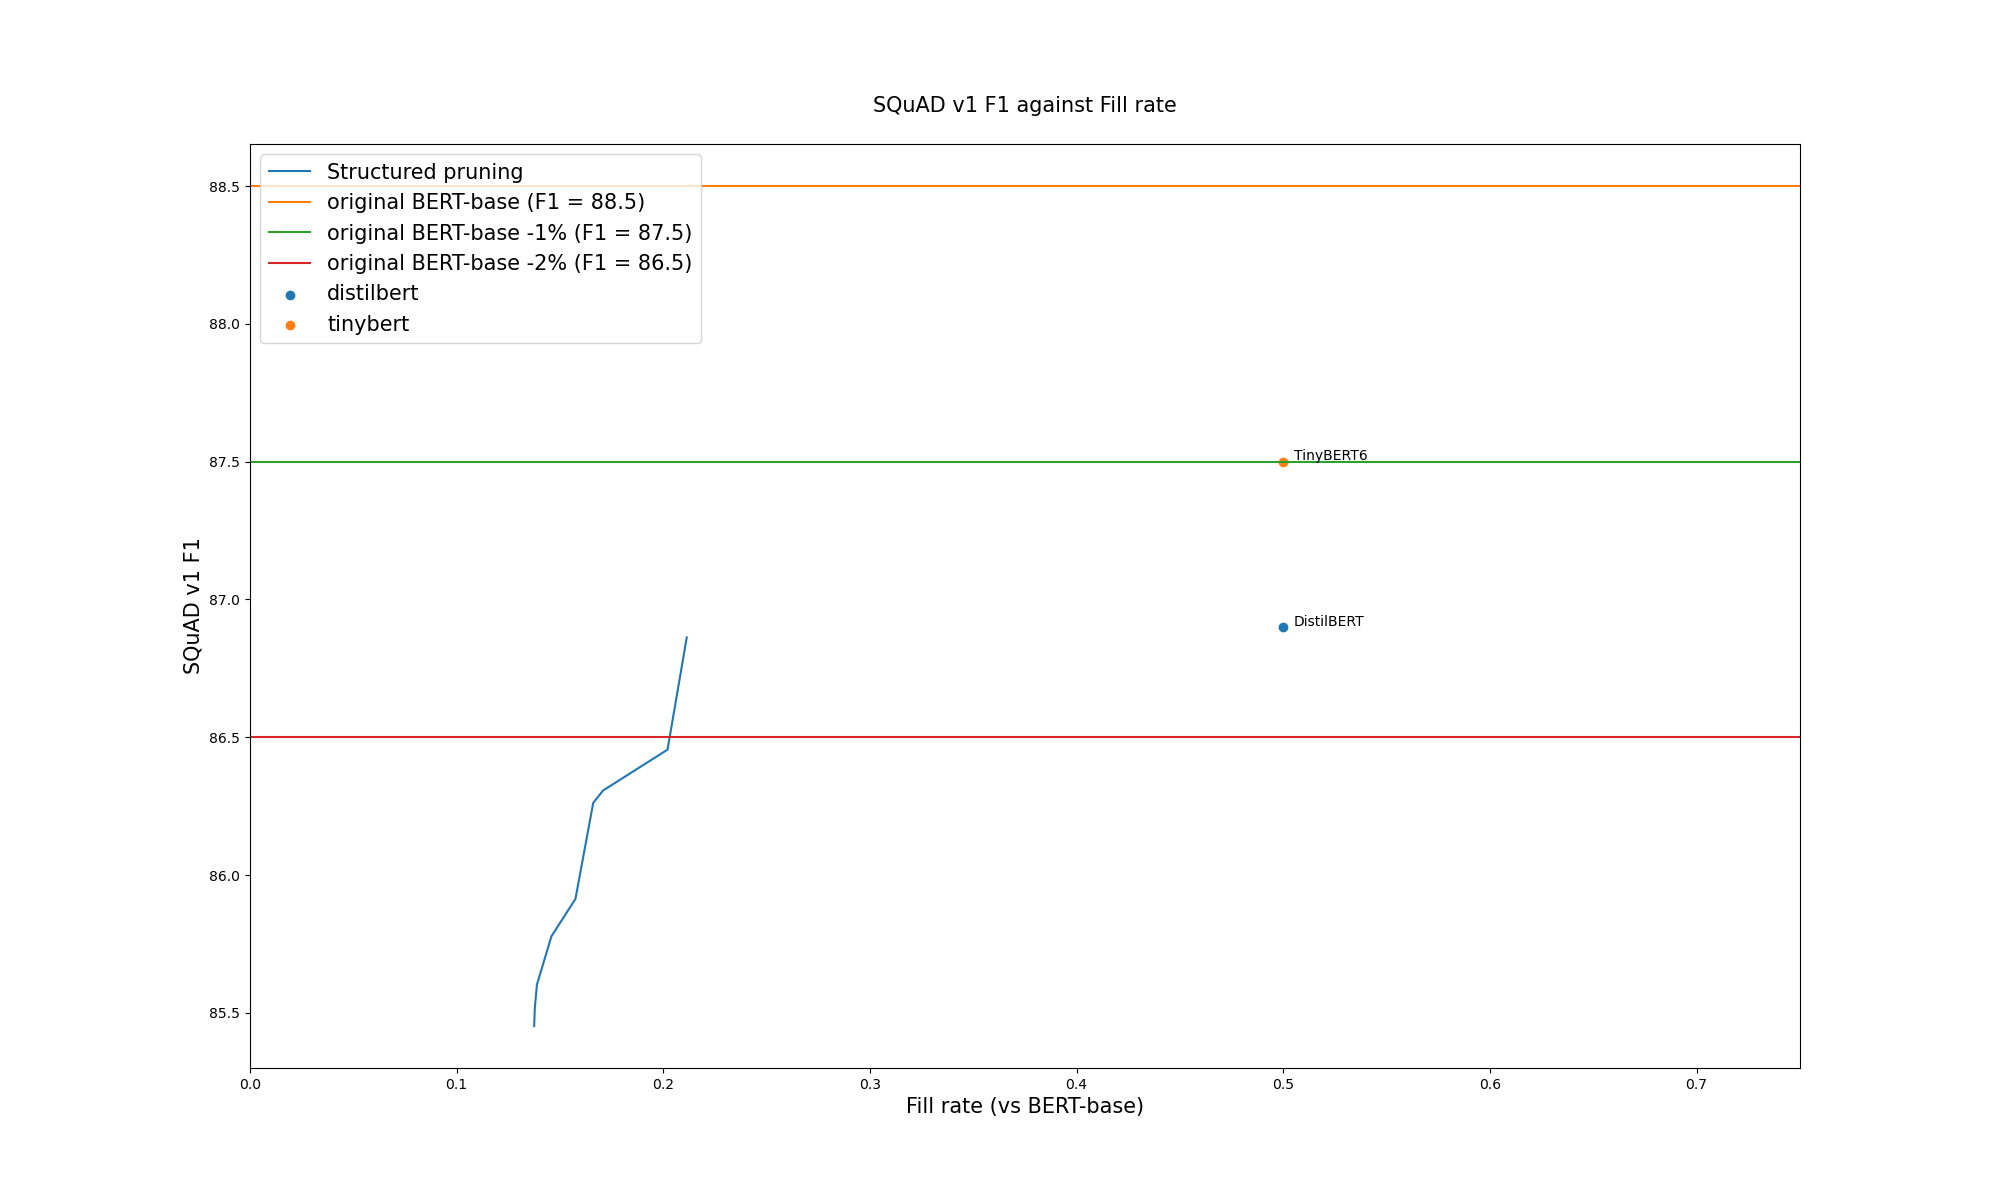 SQuAD v1 F1 against Fill rate
Structured pruning
original BERT-base (F1 = 88.5)
original BERT-base -1% (F1 = 87.5)
original BERT-base -2% (F1 = 86.5)
distilbert
tinybert
88.5
88.0
87.5
87.0
86.5
86.0
85.5
SQuAD v1 F1
TinyBERT6
DistilBERT
0.0 0.1 0.2 0.3 0.4 0.5 0.6 0.7
Fill rate (vs BERT-base)